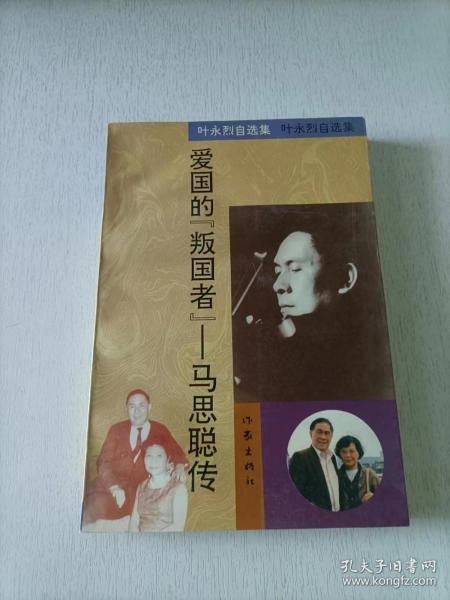 叶永烈自选集 叶永烈自选集
爱国的『叛国者』—马思聪传
作家出版社
孔夫子旧书网
www.kongfz.com